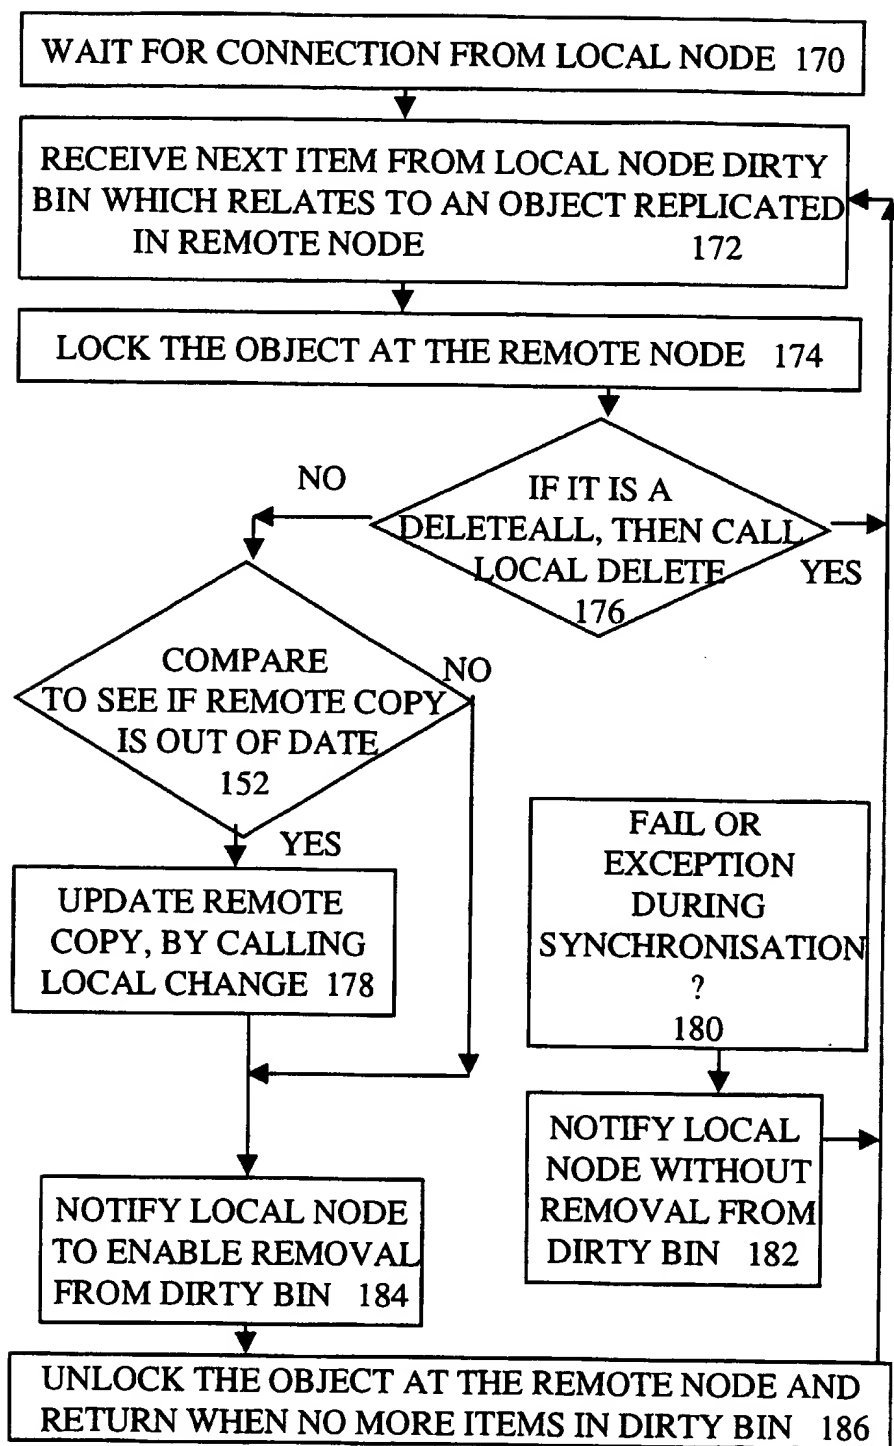 WAIT FOR CONNECTION FROM LOCAL NODE 170
RECEIVE NEXT ITEM FROM LOCAL NODE DIRTY
BIN WHICH RELATES TO AN OBJECT REPLICATED
IN REMOTE NODE 172
LOCK THE OBJECT AT THE REMOTE NODE 174
NO
IF IT IS A
DELETEALL, THEN CALL
LOCAL DELETE
176
YES
COMPARE
TO SEE IF REMOTE COPY
IS OUT OF DATE
152
NO
YES
UPDATE REMOTE
COPY, BY CALLING
LOCAL CHANGE 178
FAIL OR
EXCEPTION
DURING
SYNCHRONISATION
?
180
NOTIFY LOCAL
NODE WITHOUT
REMOVAL FROM
DIRTY BIN 182
NOTIFY LOCAL NODE
TO ENABLE REMOVAL
FROM DIRTY BIN 184
UNLOCK THE OBJECT AT THE REMOTE NODE AND
RETURN WHEN NO MORE ITEMS IN DIRTY BIN 186